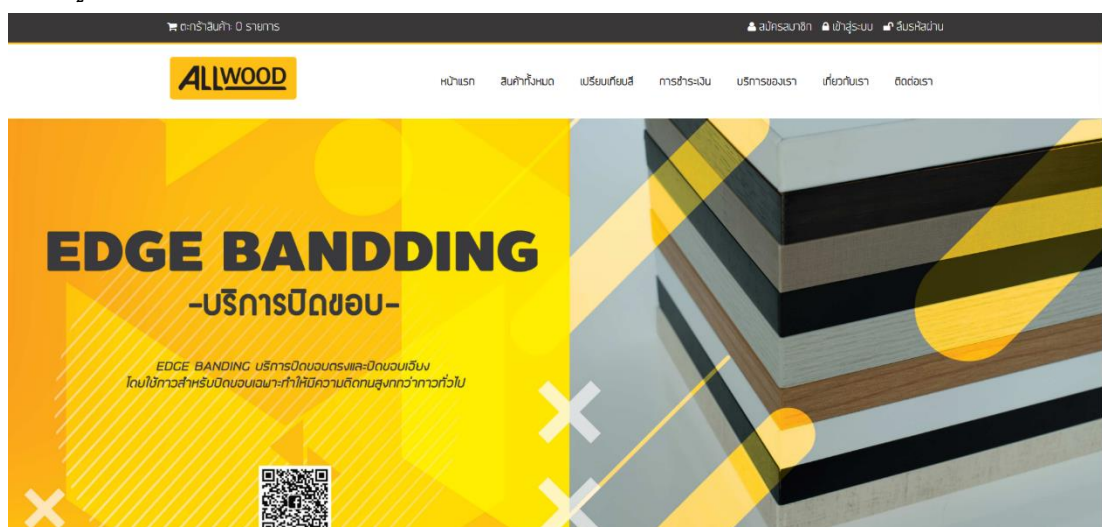 ตะกร้าสินค้า: 0 รายการ
สมัครสมาชิก เข้าสู่ระบบ ลืมรหัสผ่าน
ALLWOOD
หน้าแรก สินค้าทั้งหมด เปรียบเทียบสี การชำระเงิน บริการของเรา เกี่ยวกับเรา ติดต่อเรา
EDGE BANDDING
-บริการปิดขอบ-
EDGE BANDING บริการปิดขอบตรงและปิดขอบเอียง
โดยใช้กาวสำหรับปิดขอบเฉพาะทำให้มีความติดทนสูงกกว่ากาวทั่วไป